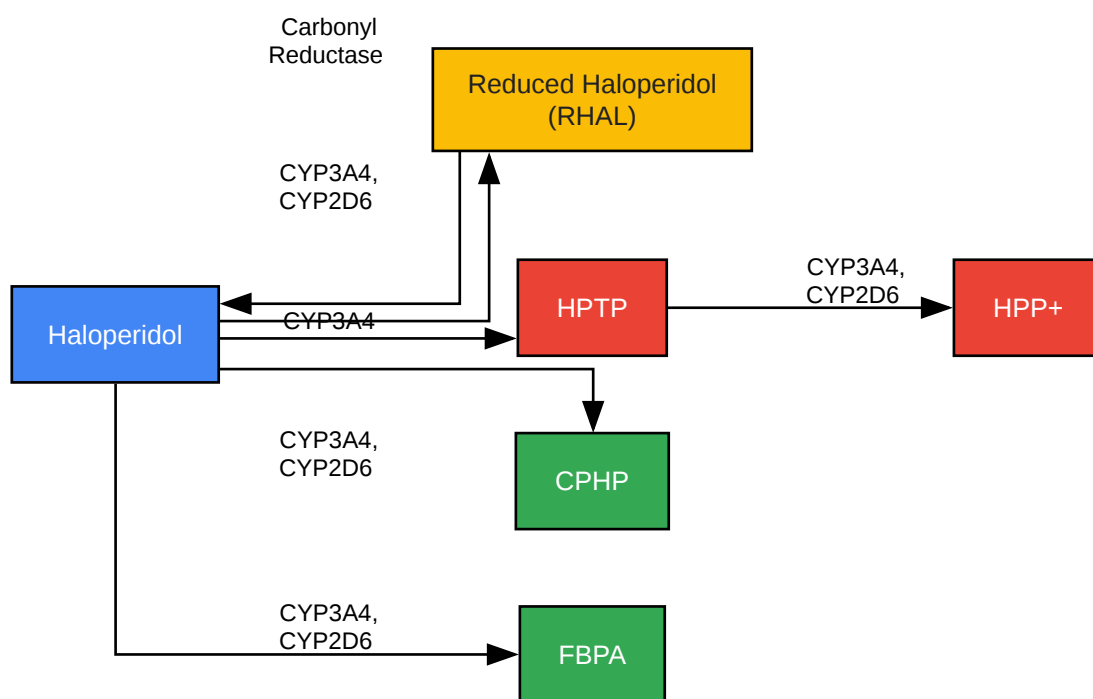 Carbonyl
Reductase
Reduced Haloperidol
(RHAL)
CYP3A4,
CYP2D6
CYP3A4,
CYP2D6
HPTP
HPP+
Haloperidol
CYP3A4
CYP3A4,
CYP2D6
CPHP
CYP3A4,
CYP2D6
FBPA